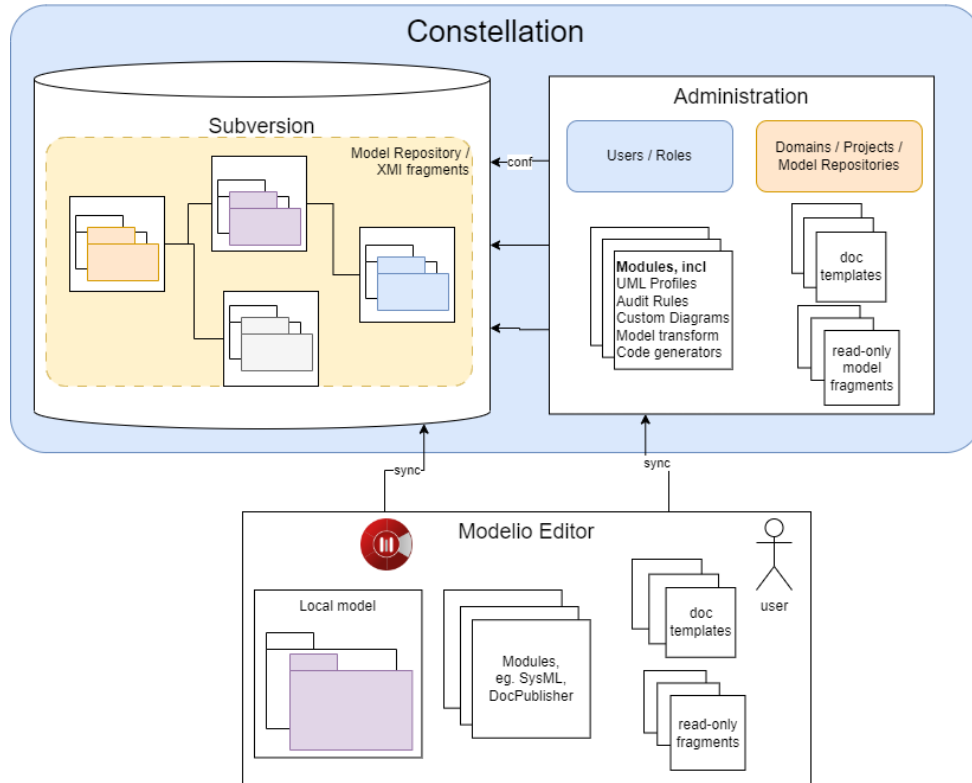 Constellation
Subversion
Model Repository /
XMI fragments
conf
Administration
Users / Roles
Domains / Projects /
Model Repositories
Modules, incl
UML Profiles
Audit Rules
Custom Diagrams
Model transform
Code generators
doc
templates
read-only
model
fragments
sync
sync
Modelio Editor
user
Local model
Modules,
eg. SysML,
DocPublisher
doc
templates
read-only
fragments